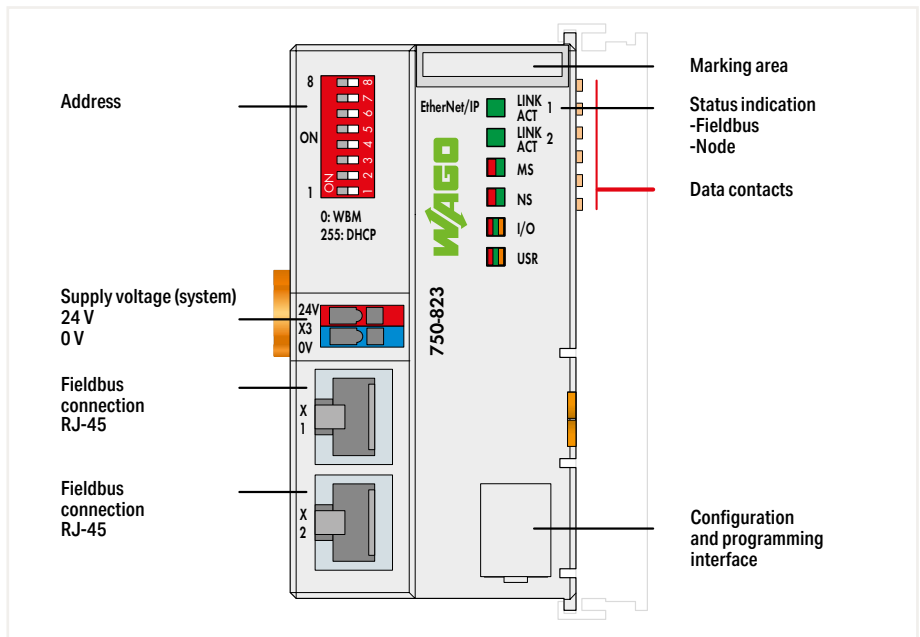 Address
8
ON
1
8
7
6
5
4
3
2
1
ON
0: WBM
255: DHCP
Supply voltage (system)
24 V
0 V
24V
X3
0V
Fieldbus
connection
RJ-45
X
1
Fieldbus
connection
RJ-45
X
2
EtherNet/IP
LINK
ACT 1
LINK
ACT 2
MS
NS
I/O
USR
WAGO
750-823
Marking area
Status indication
-Fieldbus
-Node
Data contacts
Configuration
and programming
interface